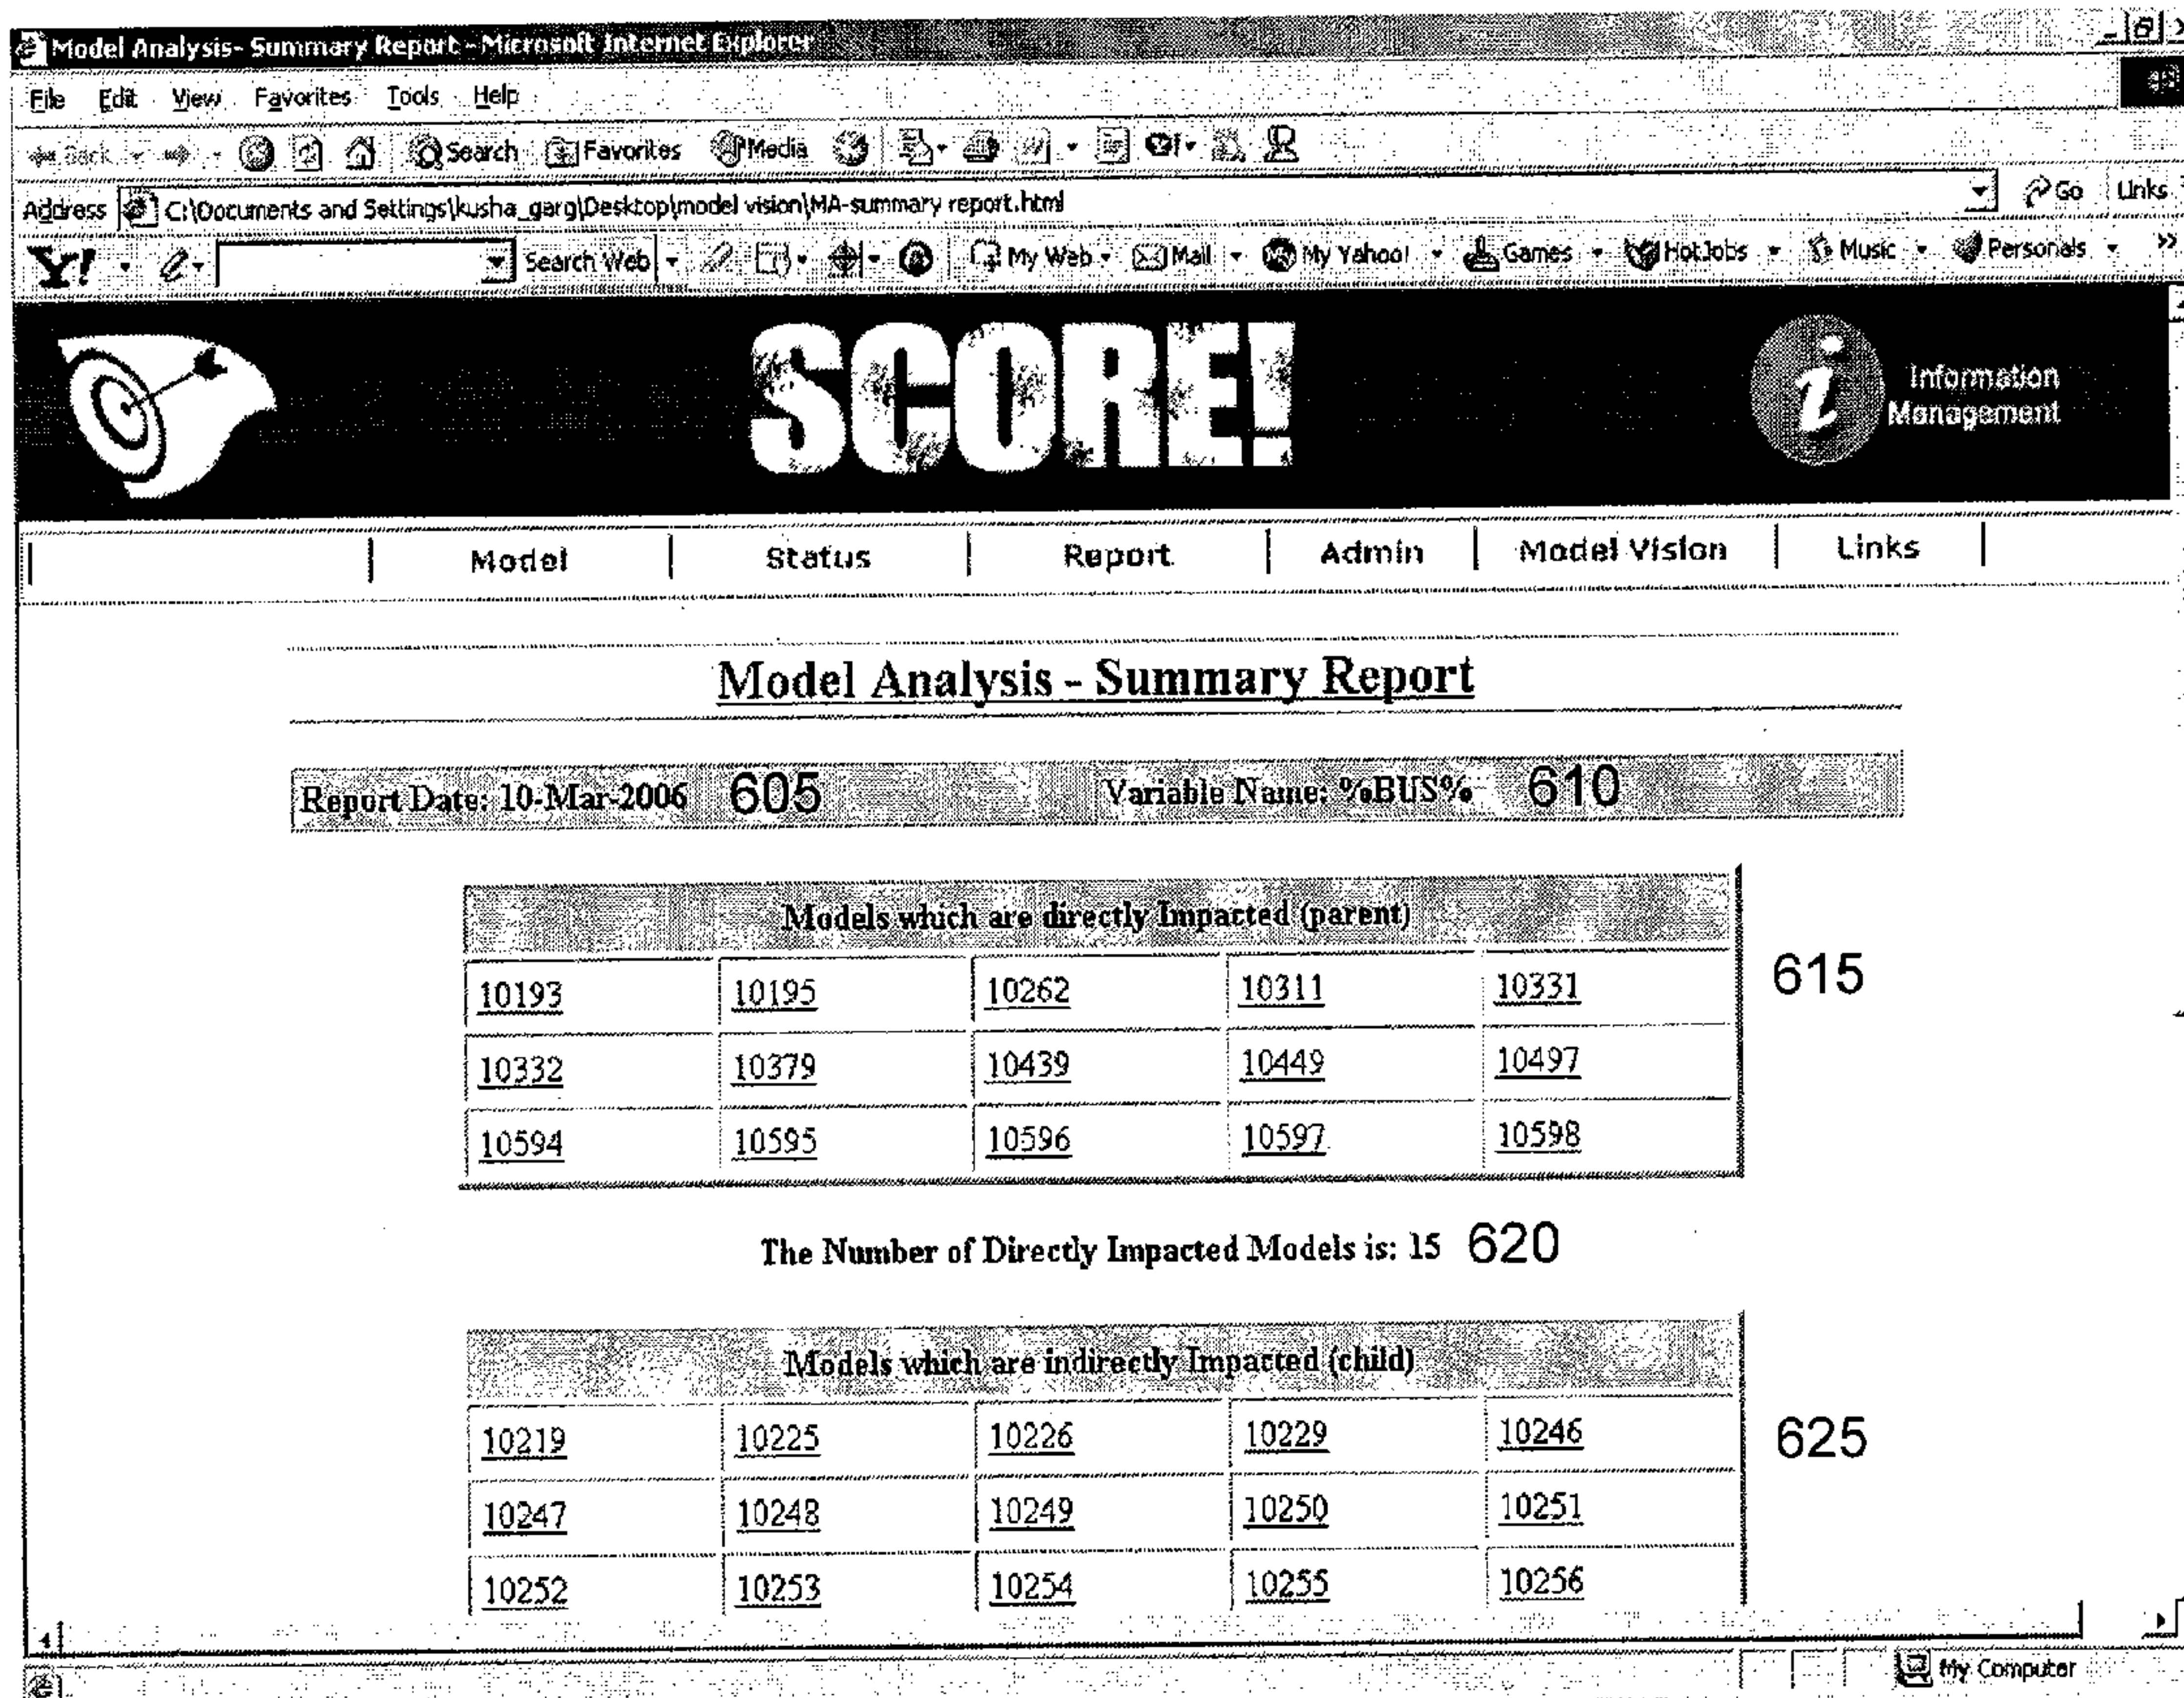 Model Analysis- Summary Report - Microsoft Internet Explorer
File Edit View Favorites Tools Help
Back Search Favorites Media
Address C:\Documents and Settings\kusha_garg\Desktop\model vision\MA-summary report.html Go Links
Y! Search Web My Web Mail My Yahoo! Games HotJobs Music Personals »
SCORE!
i Information
Management
Model Status Report Admin Model Vision Links
Model Analysis - Summary Report
Report Date: 10-Mar-2006 605 Variable Name: %BUS% 610
Models which are directly Impacted (parent)
10193 10195 10262 10311 10331 615
10332 10379 10439 10449 10497
10594 10595 10596 10597 10598
The Number of Directly Impacted Models is: 15 620
Models which are indirectly Impacted (child)
10219 10225 10226 10229 10246 625
10247 10248 10249 10250 10251
10252 10253 10254 10255 10256
My Computer